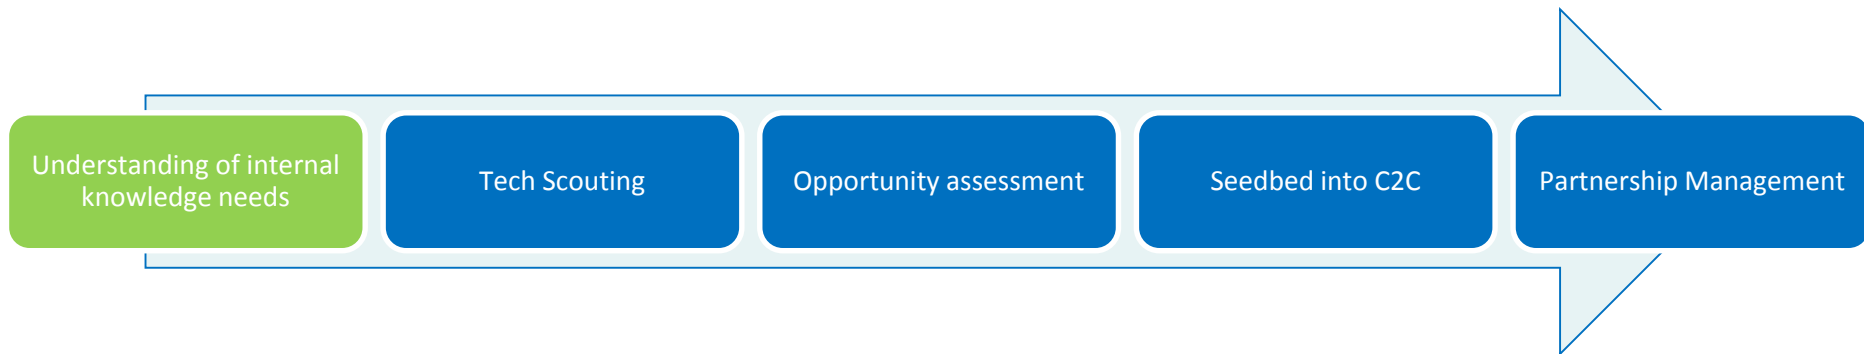 Understanding of internal
knowledge needs
Tech Scouting
Opportunity assessment
Seedbed into C2C
Partnership Management